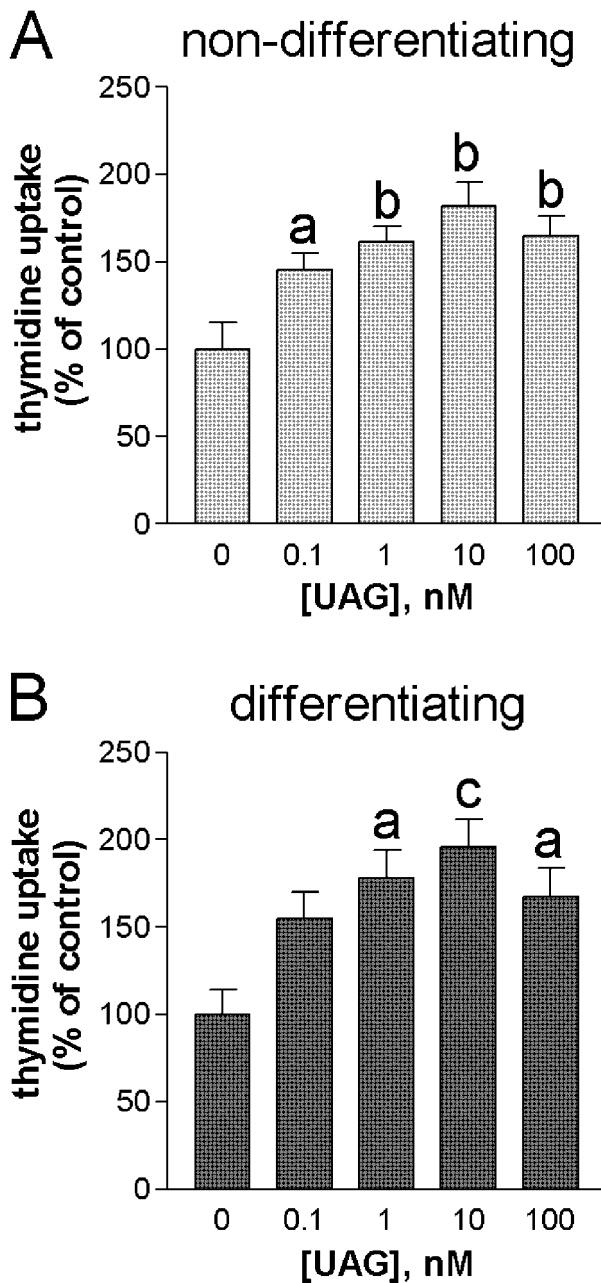 A non-differentiating
thymidine uptake
(% of control)
250
200
150
100
50
0
a
b
b
b
0 0.1 1 10 100
[UAG], nM
B differentiating
thymidine uptake
(% of control)
250
200
150
100
50
0
a
c
a
0 0.1 1 10 100
[UAG], nM